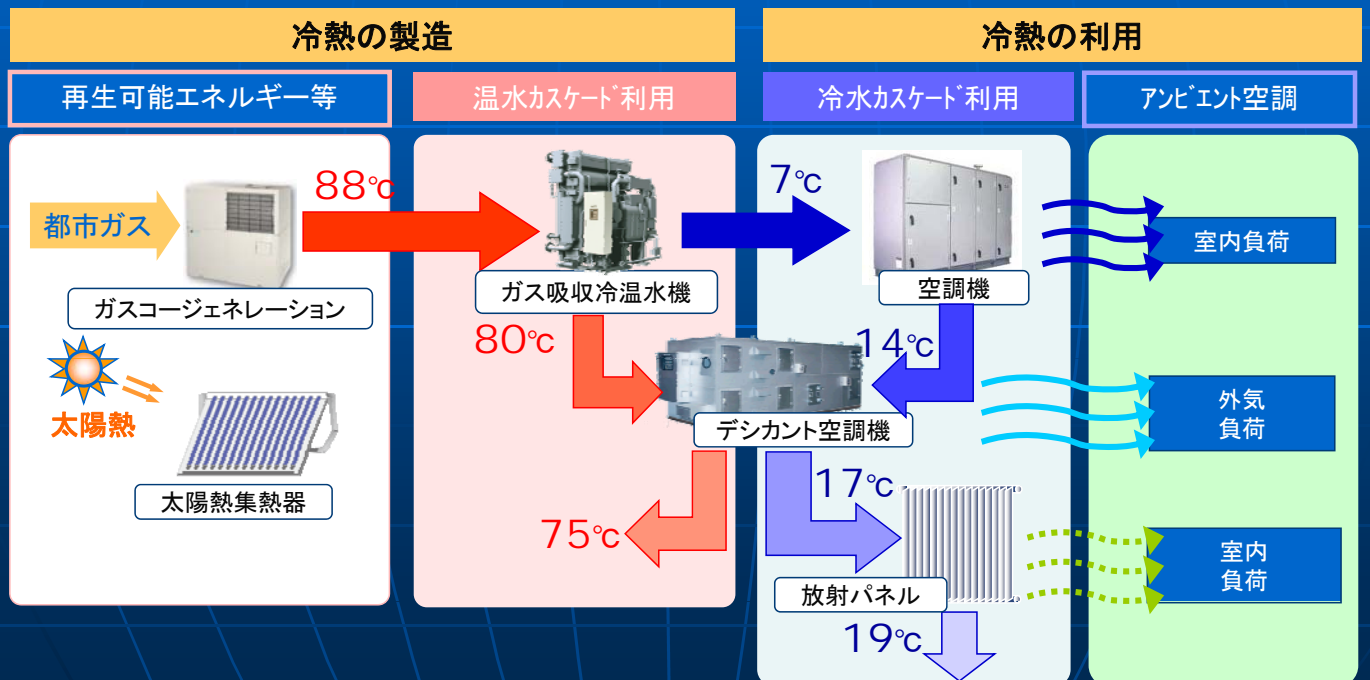 冷熱の製造
冷熱の利用
再生可能エネルギー等
温水カスケード利用
冷水カスケード利用
アンビエント空調
都市ガス
88℃
7℃
室内負荷
ガスコージェネレーション
ガス吸収冷温水機
空調機
80℃
14℃
太陽熱
デシカント空調機
外気
負荷
太陽熱集熱器
75℃
17℃
室内
負荷
放射パネル
19℃